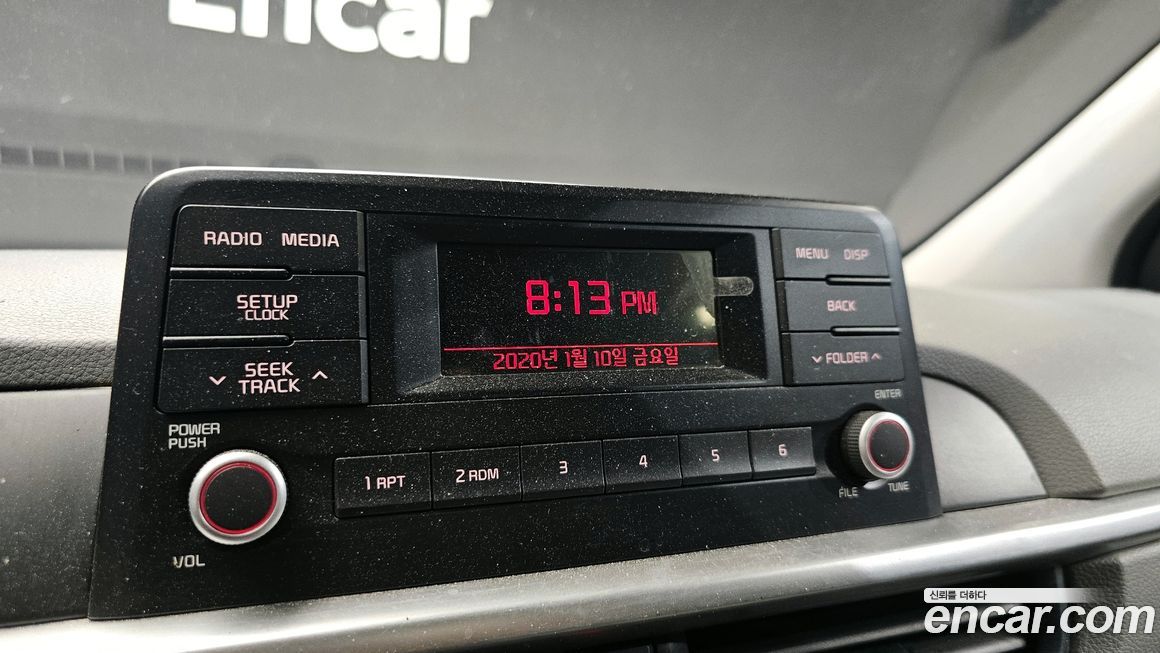 Encar
RADIO MEDIA
SETUP
CLOCK
SEEK
TRACK
POWER
PUSH
VOL
8:13 PM
2020년 1월 10일 금요일
MENU DISP
BACK
FOLDER
ENTER
1 RPT 2 RDM 3 4 5 6
FILE TUNE
신뢰를 더하다
encar.com